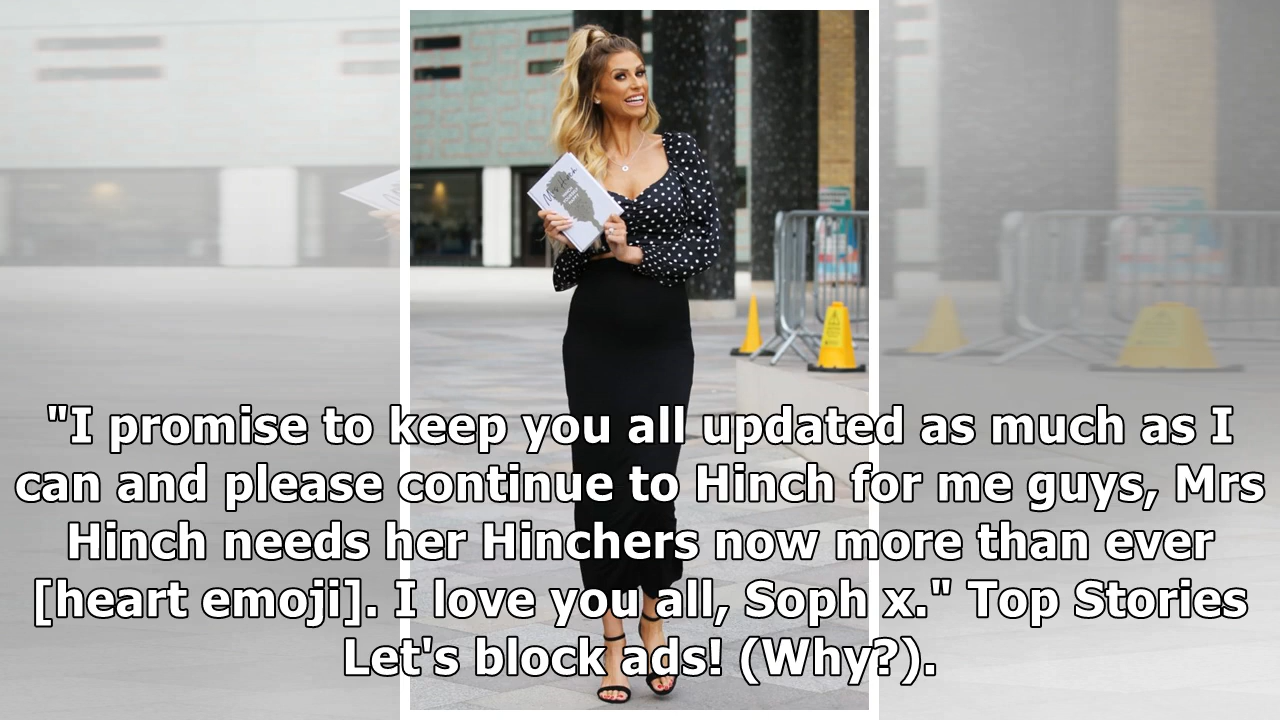 "I promise to keep you all updated as much as I
can and please continue to Hinch for me guys, Mrs
Hinch needs her Hinchers now more than ever
[heart emoji]. I love you all, Soph x." Top Stories
Let's block ads! (Why?).